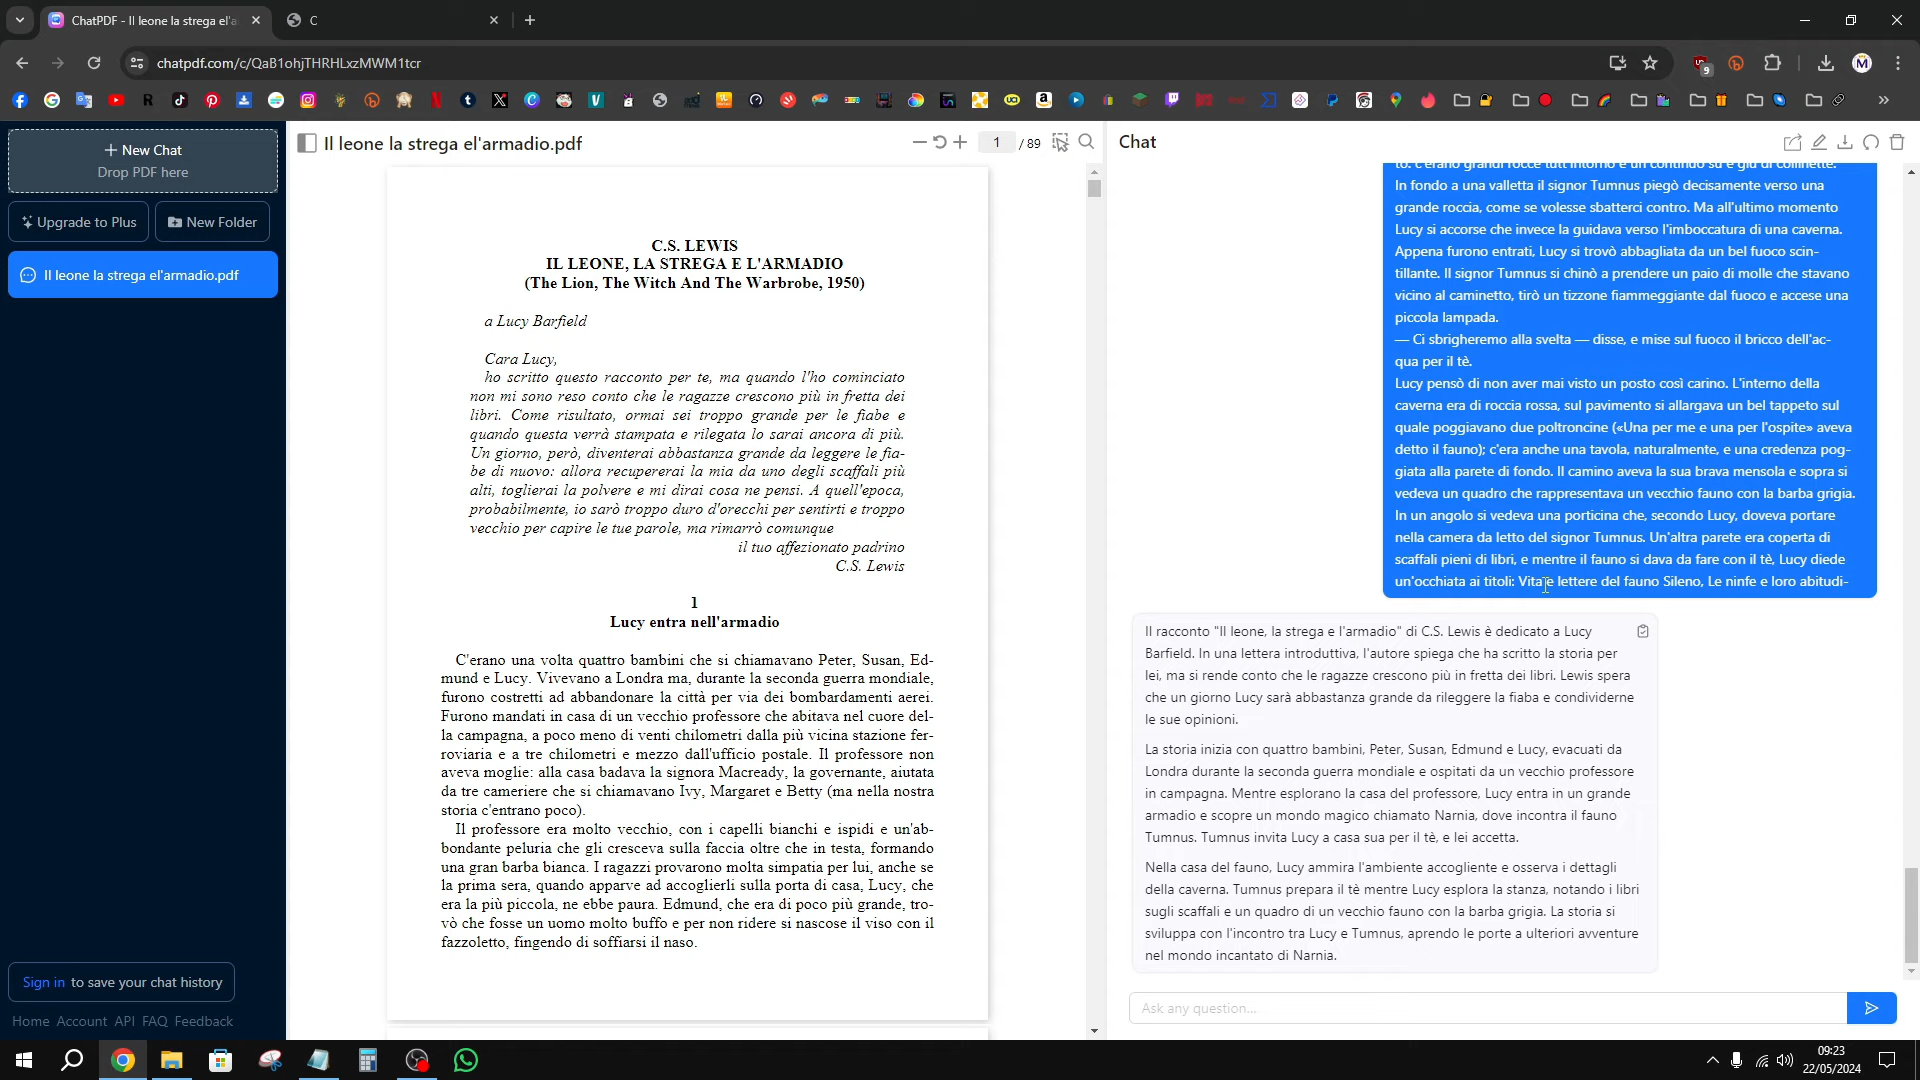 ChatPDF - Il leone la strega el'a
C
chatpdf.com/c/QaB1ohjTHRHLxzMWM1tcr
9
M
New Chat
Drop PDF here
Upgrade to Plus
New Folder
Il leone la strega el'armadio.pdf
Sign in to save your chat history
Home Account API FAQ Feedback
Il leone la strega el'armadio.pdf
1 / 89
C.S. LEWIS
IL LEONE, LA STREGA E L'ARMADIO
(The Lion, The Witch And The Warbrobe, 1950)
a Lucy Barfield
Cara Lucy,
ho scritto questo racconto per te, ma quando l'ho cominciato
non mi sono reso conto che le ragazze crescono più in fretta dei
libri. Come risultato, ormai sei troppo grande per le fiabe e
quando questa verrà stampata e rilegata lo sarai ancora di più.
Un giorno, però, diventerai abbastanza grande da leggere le fia-
be di nuovo: allora recupererai la mia da uno degli scaffali più
alti, toglierai la polvere e mi dirai cosa ne pensi. A quell'epoca,
probabilmente, io sarò troppo duro d'orecchi per sentirti e troppo
vecchio per capire le tue parole, ma rimarrò comunque
il tuo affezionato padrino
C.S. Lewis
1
Lucy entra nell'armadio
C'erano una volta quattro bambini che si chiamavano Peter, Susan, Ed-
mund e Lucy. Vivevano a Londra ma, durante la seconda guerra mondiale,
furono costretti ad abbandonare la città per via dei bombardamenti aerei.
Furono mandati in casa di un vecchio professore che abitava nel cuore del-
la campagna, a poco meno di venti chilometri dalla più vicina stazione fer-
roviaria e a tre chilometri e mezzo dall'ufficio postale. Il professore non
aveva moglie: alla casa badava la signora Macready, la governante, aiutata
da tre cameriere che si chiamavano Ivy, Margaret e Betty (ma nella nostra
storia c'entrano poco).
Il professore era molto vecchio, con i capelli bianchi e ispidi e un'ab-
bondante peluria che gli cresceva sulla faccia oltre che in testa, formando
una gran barba bianca. I ragazzi provarono molta simpatia per lui, anche se
la prima sera, quando apparve ad accoglierli sulla porta di casa, Lucy, che
era la più piccola, ne ebbe paura. Edmund, che era di poco più grande, tro-
vò che fosse un uomo molto buffo e per non ridere si nascose il viso con il
fazzoletto, fingendo di soffiarsi il naso.
Chat
to: c'erano grandi rocce tutt'intorno e un continuo su e giù di collinette.
In fondo a una valletta il signor Tumnus piegò decisamente verso una
grande roccia, come se volesse sbatterci contro. Ma all'ultimo momento
Lucy si accorse che invece la guidava verso l'imboccatura di una caverna.
Appena furono entrati, Lucy si trovò abbagliata da un bel fuoco scin-
tillante. Il signor Tumnus si chinò a prendere un paio di molle che stavano
vicino al caminetto, tirò un tizzone fiammeggiante dal fuoco e accese una
piccola lampada.
— Ci sbrigheremo alla svelta — disse, e mise sul fuoco il bricco dell'ac-
qua per il tè.
Lucy pensò di non aver mai visto un posto così carino. L'interno della
caverna era di roccia rossa, sul pavimento si allargava un bel tappeto sul
quale poggiavano due poltroncine («Una per me e una per l'ospite» aveva
detto il fauno); c'era anche una tavola, naturalmente, e una credenza pog-
giata alla parete di fondo. Il camino aveva la sua brava mensola e sopra si
vedeva un quadro che rappresentava un vecchio fauno con la barba grigia.
In un angolo si vedeva una porticina che, secondo Lucy, doveva portare
nella camera da letto del signor Tumnus. Un'altra parete era coperta di
scaffali pieni di libri, e mentre il fauno si dava da fare con il tè, Lucy diede
un'occhiata ai titoli: Vita e lettere del fauno Sileno, Le ninfe e loro abitudi-
Il racconto "Il leone, la strega e l'armadio" di C.S. Lewis è dedicato a Lucy
Barfield. In una lettera introduttiva, l'autore spiega che ha scritto la storia per
lei, ma si rende conto che le ragazze crescono più in fretta dei libri. Lewis spera
che un giorno Lucy sarà abbastanza grande da rileggere la fiaba e condividerne
le sue opinioni.
La storia inizia con quattro bambini, Peter, Susan, Edmund e Lucy, evacuati da
Londra durante la seconda guerra mondiale e ospitati da un vecchio professore
in campagna. Mentre esplorano la casa del professore, Lucy entra in un grande
armadio e scopre un mondo magico chiamato Narnia, dove incontra il fauno
Tumnus. Tumnus invita Lucy a casa sua per il tè, e lei accetta.
Nella casa del fauno, Lucy ammira l'ambiente accogliente e osserva i dettagli
della caverna. Tumnus prepara il tè mentre Lucy esplora la stanza, notando i libri
sugli scaffali e un quadro di un vecchio fauno con la barba grigia. La storia si
sviluppa con l'incontro tra Lucy e Tumnus, aprendo le porte a ulteriori avventure
nel mondo incantato di Narnia.
Ask any question...
09:23
22/05/2024